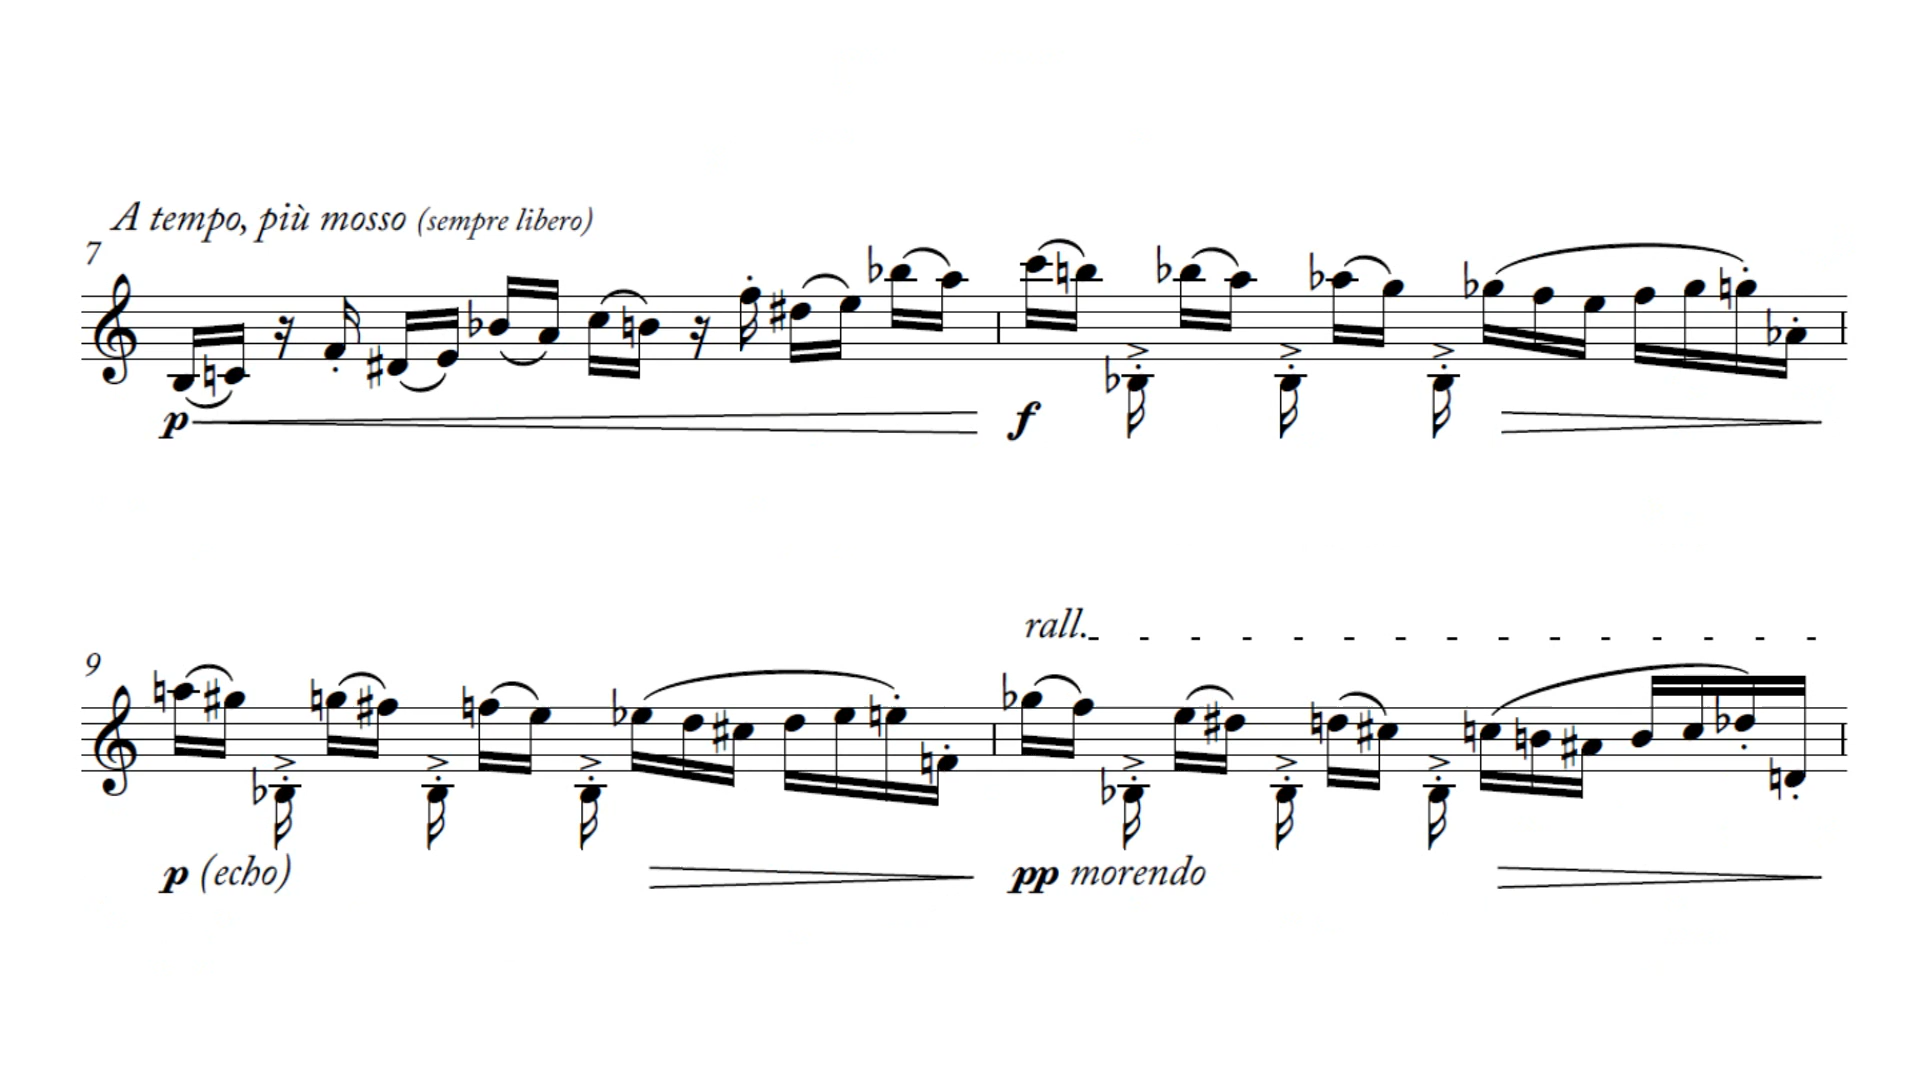 A tempo, più mosso (sempre libero)
7
p
f
rall.
9
p (echo)
pp morendo